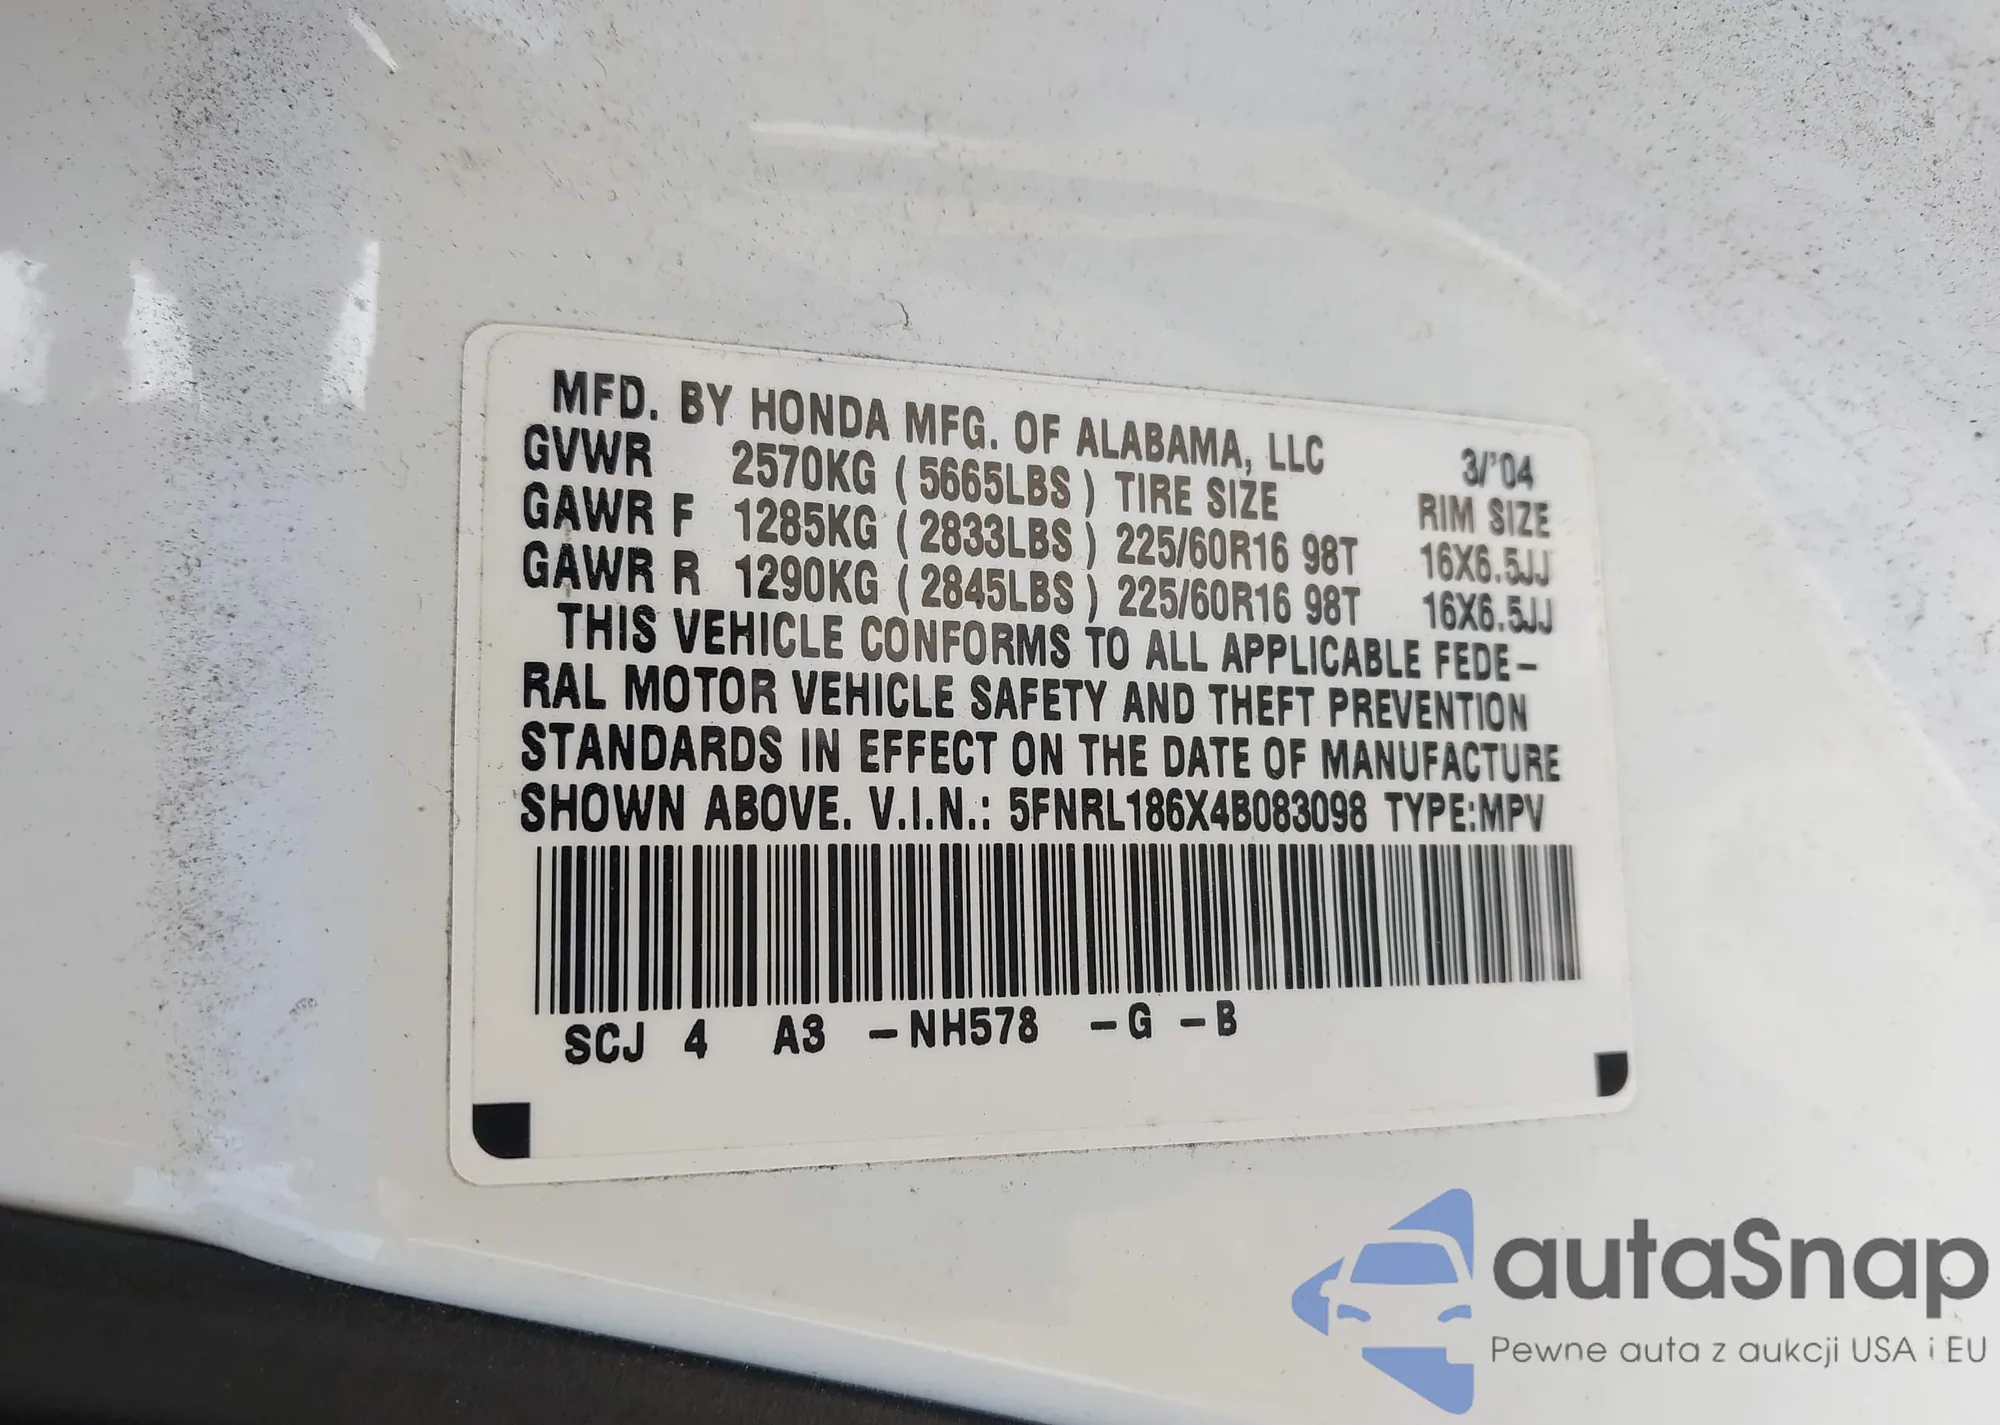 MFD. BY HONDA MFG. OF ALABAMA, LLC 3/'04
GVWR 2570KG ( 5665LBS ) TIRE SIZE RIM SIZE
GAWR F 1285KG ( 2833LBS ) 225/60R16 98T 16X6.5JJ
GAWR R 1290KG ( 2845LBS ) 225/60R16 98T 16X6.5JJ
THIS VEHICLE CONFORMS TO ALL APPLICABLE FEDE-
RAL MOTOR VEHICLE SAFETY AND THEFT PREVENTION
STANDARDS IN EFFECT ON THE DATE OF MANUFACTURE
SHOWN ABOVE. V.I.N.: 5FNRL186X4B083098 TYPE:MPV
SCJ 4 A3 -NH578 -G -B
autaSnap
Pewne auta z aukcji USA i EU